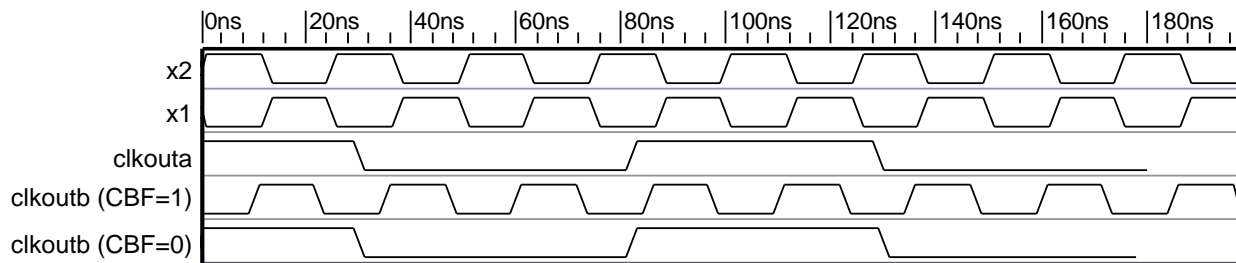 0ns 20ns 40ns 60ns 80ns 100ns 120ns 140ns 160ns 180ns
x2
x1
clkouta
clkoutb (CBF=1)
clkoutb (CBF=0)